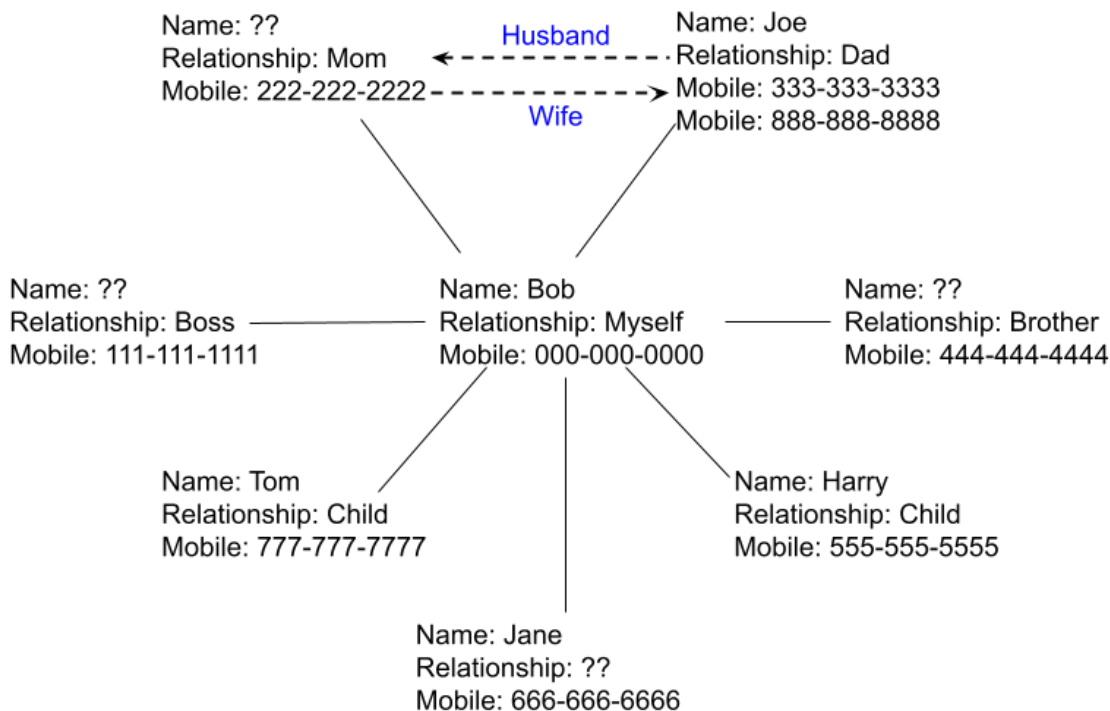 Name: ??
Relationship: Mom
Mobile: 222-222-2222
Husband
Wife
Name: Joe
Relationship: Dad
Mobile: 333-333-3333
Mobile: 888-888-8888
Name: ??
Relationship: Boss
Mobile: 111-111-1111
Name: Bob
Relationship: Myself
Mobile: 000-000-0000
Name: ??
Relationship: Brother
Mobile: 444-444-4444
Name: Tom
Relationship: Child
Mobile: 777-777-7777
Name: Harry
Relationship: Child
Mobile: 555-555-5555
Name: Jane
Relationship: ??
Mobile: 666-666-6666